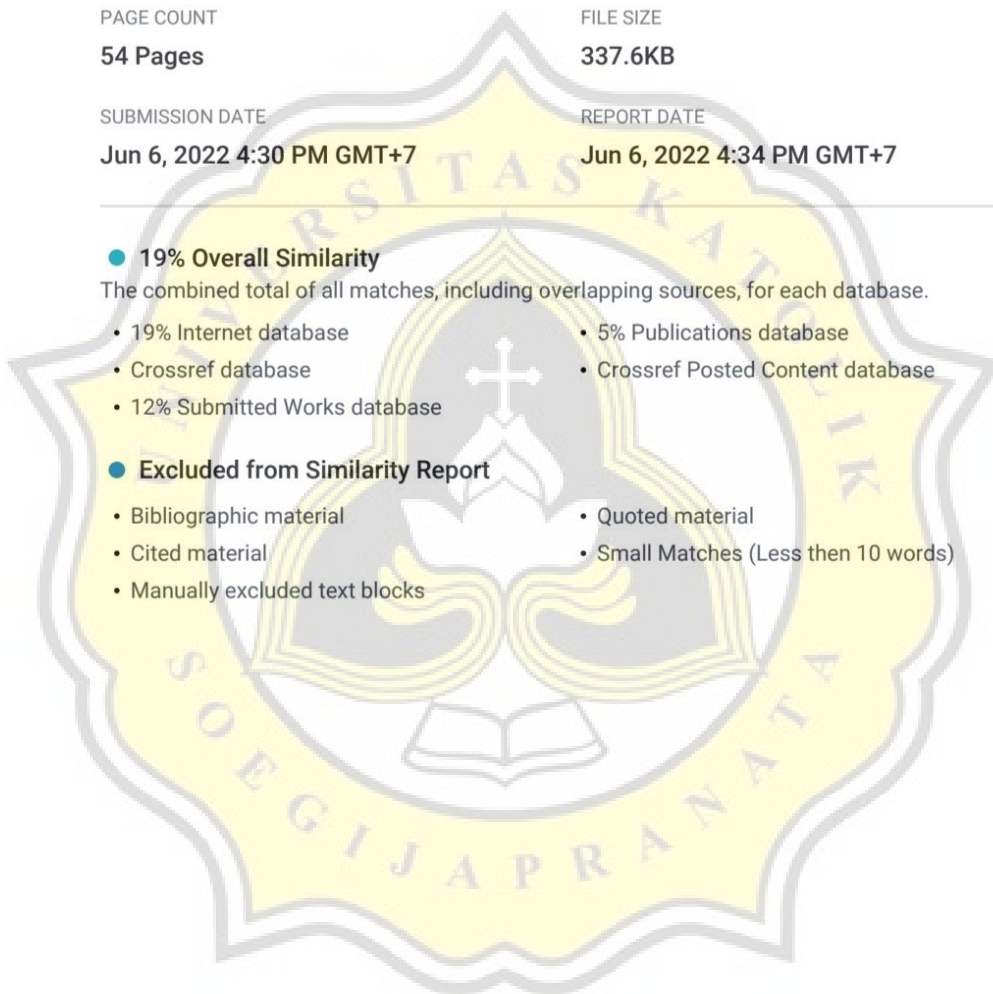 PAGE COUNT
FILE SIZE
54 Pages
337.6KB
SUBMISSION DATE
REPORT DATE
Jun 6, 2022 4:30 PM GMT+7
Jun 6, 2022 4:34 PM GMT+7
● 19% Overall Similarity
The combined total of all matches, including overlapping sources, for each database.
• 19% Internet database
• 5% Publications database
• Crossref database
• Crossref Posted Content database
• 12% Submitted Works database
● Excluded from Similarity Report
• Bibliographic material
• Quoted material
• Cited material
• Small Matches (Less then 10 words)
• Manually excluded text blocks
UNIVERSITAS KATOLIK
SOEGIJAPRANATA